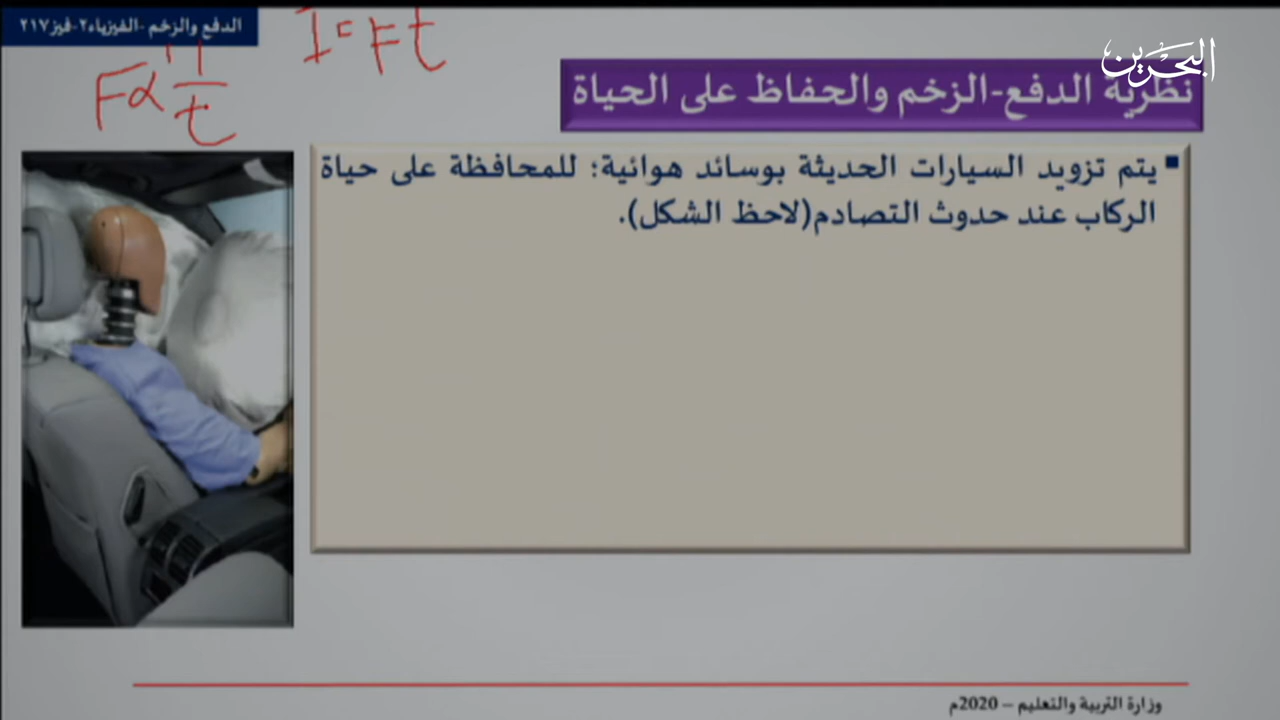 الدفع والزخم -الفيزياء٢-فيز٢١٧
I = Ft
F α 1/t
البحرين
نظرية الدفع-الزخم والحفاظ على الحياة
▪ يتم تزويد السيارات الحديثة بوسائد هوائية؛ للمحافظة على حياة
الركاب عند حدوث التصادم(لاحظ الشكل).
وزارة التربية والتعليم – 2020م